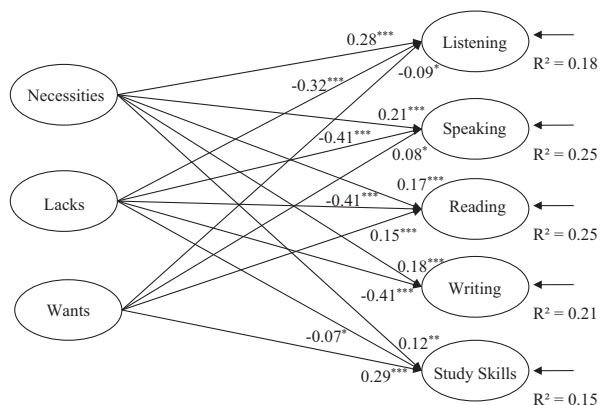 0.28***
Listening
-0.32***
-0.09*
R² = 0.18
Necessities
0.21***
Speaking
-0.41***
0.08*
R² = 0.25
0.17***
Lacks
-0.41***
Reading
0.15***
R² = 0.25
0.18***
Writing
-0.41***
Wants
R² = 0.21
-0.07*
0.12**
Study Skills
0.29***
R² = 0.15